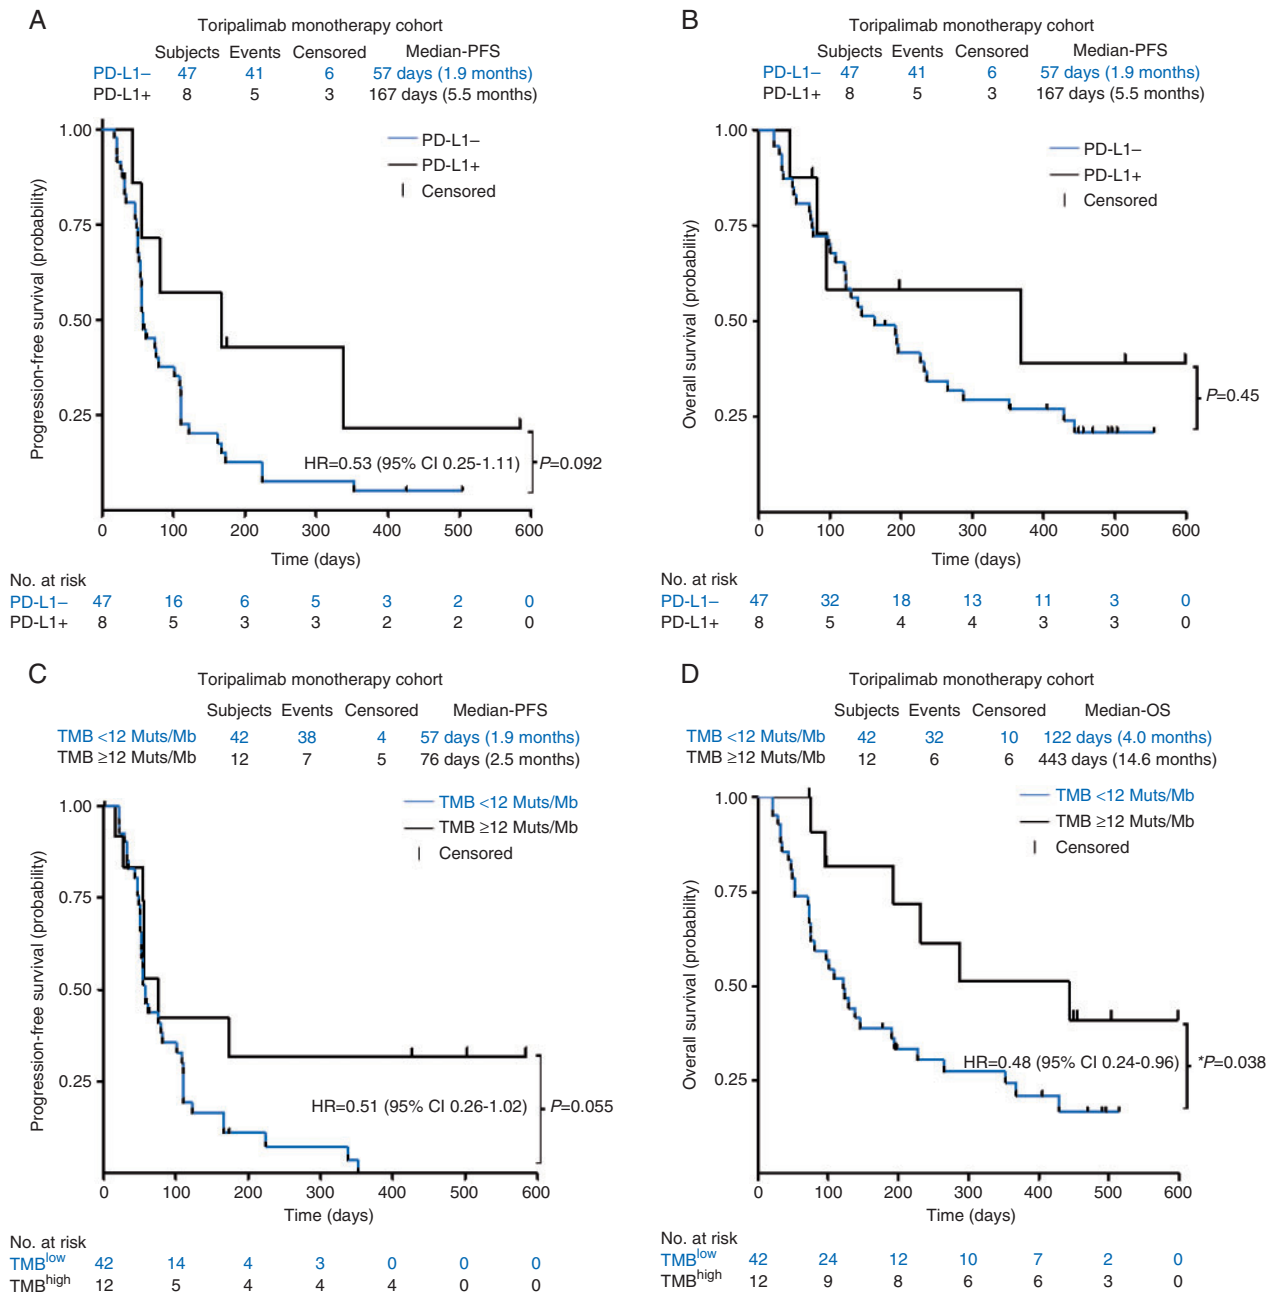 A
Toripalimab monotherapy cohort
Subjects Events Censored Median-PFS
PD-L1– 47 41 6 57 days (1.9 months)
PD-L1+ 8 5 3 167 days (5.5 months)
PD-L1–
PD-L1+
Censored
Progression-free survival (probability)
1.00
0.75
0.50
0.25
HR=0.53 (95% CI 0.25-1.11)
P=0.092
0 100 200 300 400 500 600
Time (days)
No. at risk
PD-L1– 47 16 6 5 3 2 0
PD-L1+ 8 5 3 3 2 2 0
B
Toripalimab monotherapy cohort
Subjects Events Censored Median-PFS
PD-L1– 47 41 6 57 days (1.9 months)
PD-L1+ 8 5 3 167 days (5.5 months)
PD-L1–
PD-L1+
Censored
Overall survival (probability)
1.00
0.75
0.50
0.25
P=0.45
0 100 200 300 400 500 600
Time (days)
No. at risk
PD-L1– 47 32 18 13 11 3 0
PD-L1+ 8 5 4 4 3 3 0
C
Toripalimab monotherapy cohort
Subjects Events Censored Median-PFS
TMB <12 Muts/Mb 42 38 4 57 days (1.9 months)
TMB ≥12 Muts/Mb 12 7 5 76 days (2.5 months)
TMB <12 Muts/Mb
TMB ≥12 Muts/Mb
Censored
Progression-free survival (probability)
1.00
0.75
0.50
0.25
HR=0.51 (95% CI 0.26-1.02)
P=0.055
0 100 200 300 400 500 600
Time (days)
No. at risk
TMBlow 42 14 4 3 0 0 0
TMBhigh 12 5 4 4 4 0 0
D
Toripalimab monotherapy cohort
Subjects Events Censored Median-OS
TMB <12 Muts/Mb 42 32 10 122 days (4.0 months)
TMB ≥12 Muts/Mb 12 6 6 443 days (14.6 months)
TMB <12 Muts/Mb
TMB ≥12 Muts/Mb
Censored
Overall survival (probability)
1.00
0.75
0.50
0.25
HR=0.48 (95% CI 0.24-0.96)
*P=0.038
0 100 200 300 400 500 600
Time (days)
No. at risk
TMBlow 42 24 12 10 7 2 0
TMBhigh 12 9 8 6 6 3 0